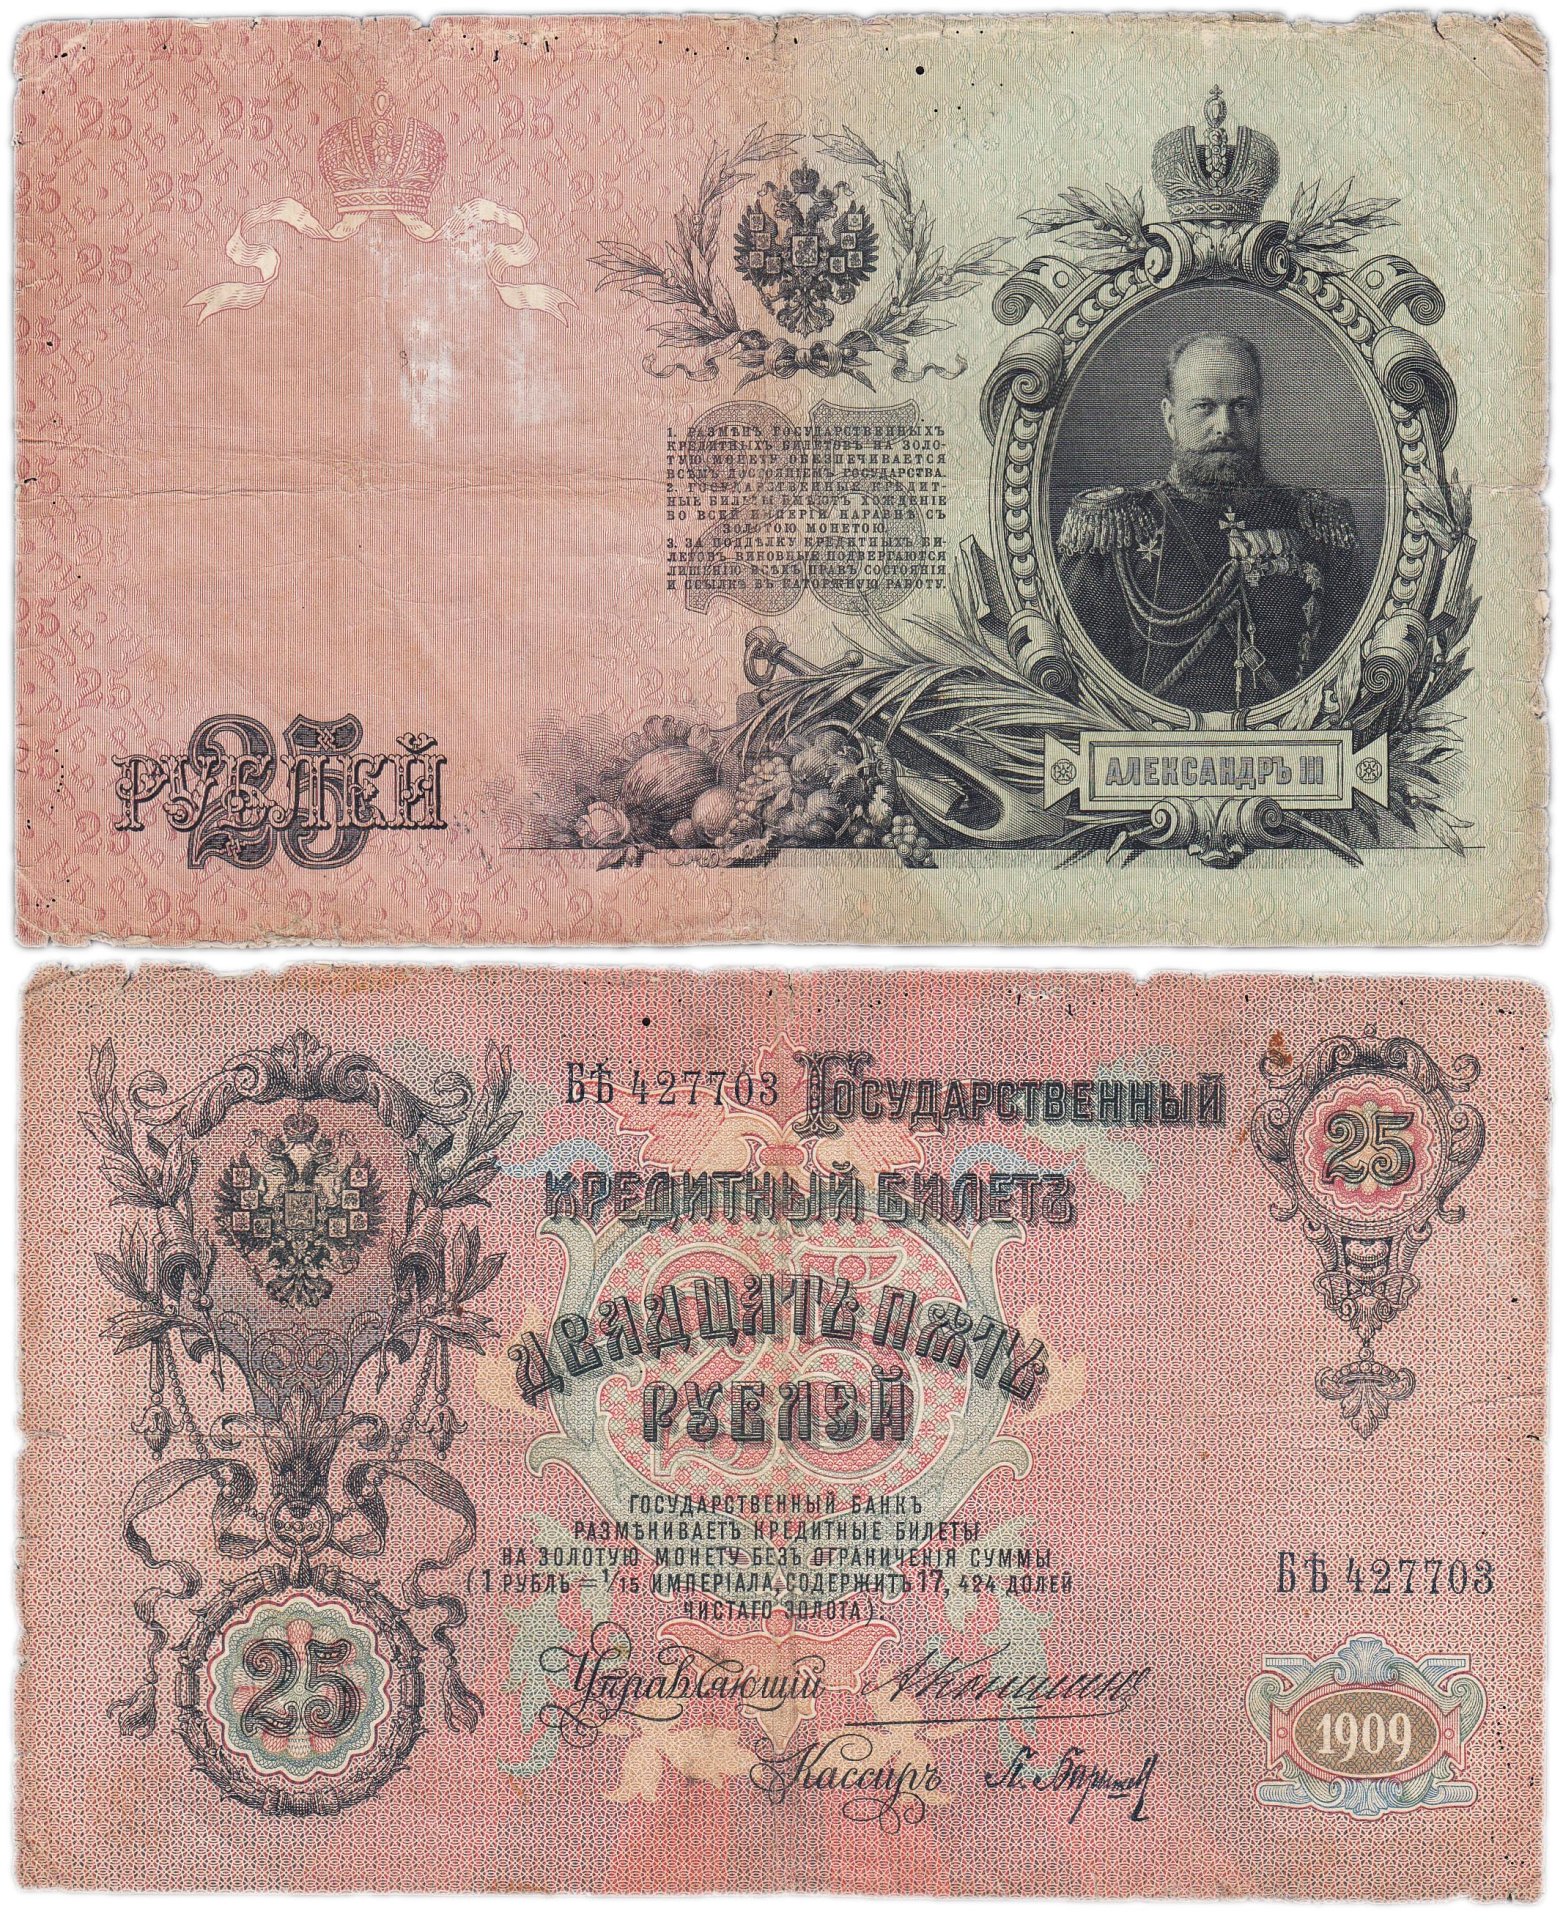 1. РАЗМѢНЪ ГОСУДАРСТВЕННЫХЪ
КРЕДИТНЫХЪ БИЛЕТОВЪ НА ЗОЛО-
ТУЮ МОНЕТУ ОБЕЗПЕЧИВАЕТСЯ
ВСѢМЪ ДОСТОЯНІЕМЪ ГОСУДАРСТВА.
2. ГОСУДАРСТВЕННЫЕ КРЕДИТ-
НЫЕ БИЛЕТЫ ИМѢЮТЪ ХОЖДЕНІЕ
ВО ВСЕЙ ИМПЕРІИ НАРАВНѢ СЪ
ЗОЛОТОЮ МОНЕТОЮ.
3. ЗА ПОДДѢЛКУ КРЕДИТНЫХЪ БИ-
ЛЕТОВЪ ВИНОВНЫЕ ПОДВЕРГАЮТСЯ
ЛИШЕНІЮ ВСѢХЪ ПРАВЪ СОСТОЯНІЯ
И ССЫЛКѢ ВЪ КАТОРЖНУЮ РАБОТУ.
25
25
РУБЛЕЙ
АЛЕКСАНДРЪ III
БѢ 427703
ГОСУДАРСТВЕННЫЙ
КРЕДИТНЫЙ БИЛЕТЪ
25
25
ДВАДЦАТЬ ПЯТЬ
РУБЛЕЙ
ГОСУДАРСТВЕННЫЙ БАНКЪ
РАЗМѢНИВАЕТЪ КРЕДИТНЫЕ БИЛЕТЫ
НА ЗОЛОТУЮ МОНЕТУ БЕЗЪ ОГРАНИЧЕНІЯ СУММЫ
(1 РУБЛЬ = 1/15 ИМПЕРІАЛА, СОДЕРЖИТЪ 17, 424 ДОЛЕЙ
ЧИСТАГО ЗОЛОТА).
БѢ 427703
25
Управляющій
Кассиръ
1909